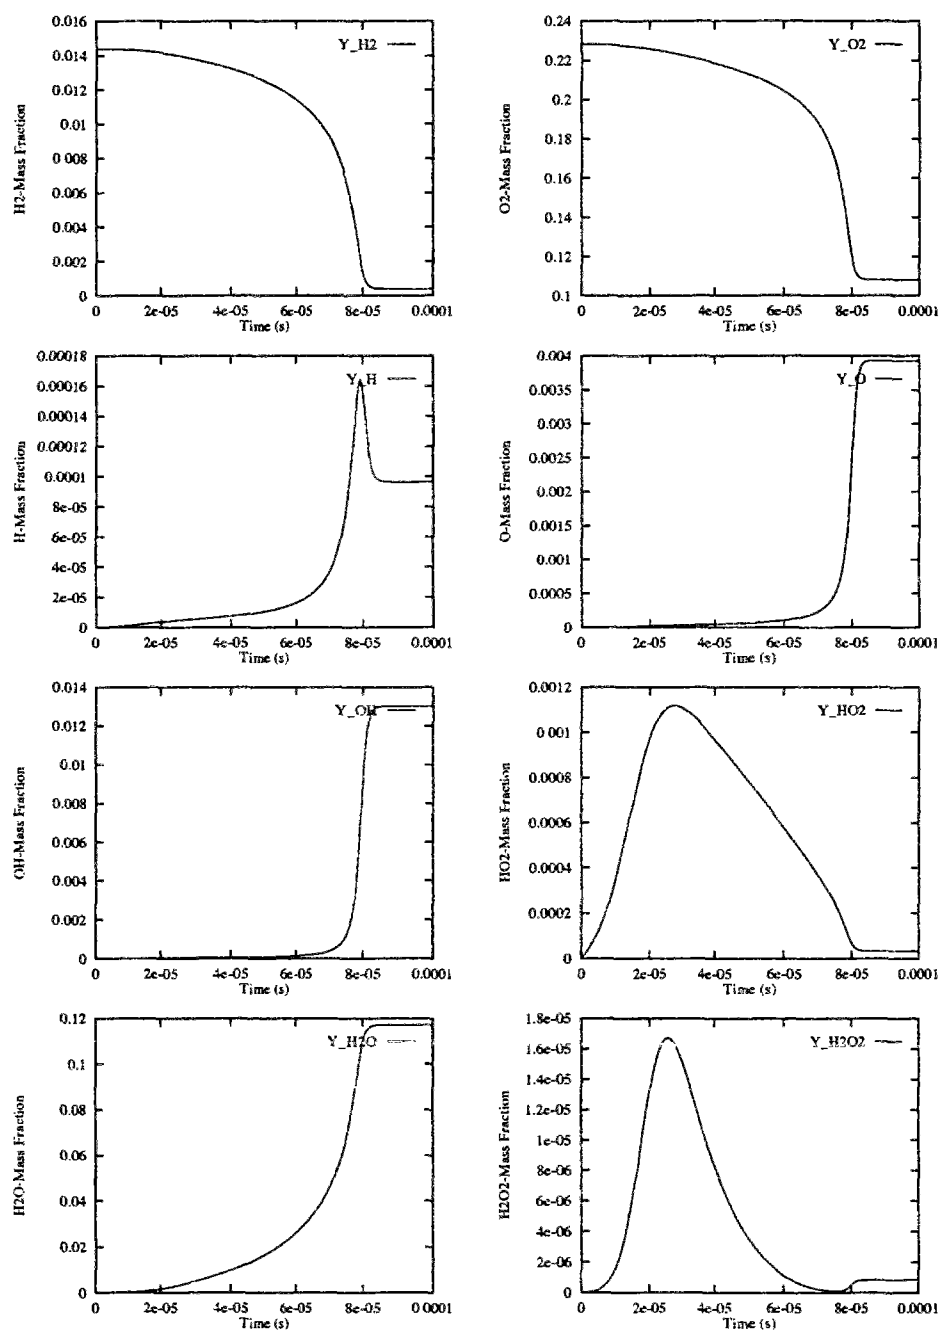 0.016
0.014
0.012
0.01
0.008
0.006
0.004
0.002
0
H2-Mass Fraction
Y_H2
0 2e-05 4e-05 6e-05 8e-05 0.0001
Time (s)
0.24
0.22
0.2
0.18
0.16
0.14
0.12
0.1
O2-Mass Fraction
Y_O2
0 2e-05 4e-05 6e-05 8e-05 0.0001
Time (s)
0.00018
0.00016
0.00014
0.00012
0.0001
8e-05
6e-05
4e-05
2e-05
0
H-Mass Fraction
Y_H
0 2e-05 4e-05 6e-05 8e-05 0.0001
Time (s)
0.004
0.0035
0.003
0.0025
0.002
0.0015
0.001
0.0005
0
O-Mass Fraction
Y_O
0 2e-05 4e-05 6e-05 8e-05 0.0001
Time (s)
0.014
0.012
0.01
0.008
0.006
0.004
0.002
0
OH-Mass Fraction
Y_OH
0 2e-05 4e-05 6e-05 8e-05 0.0001
Time (s)
0.0012
0.001
0.0008
0.0006
0.0004
0.0002
0
HO2-Mass Fraction
Y_HO2
0 2e-05 4e-05 6e-05 8e-05 0.0001
Time (s)
0.12
0.1
0.08
0.06
0.04
0.02
0
H2O-Mass Fraction
Y_H2O
0 2e-05 4e-05 6e-05 8e-05 0.0001
Time (s)
1.8e-05
1.6e-05
1.4e-05
1.2e-05
1e-05
8e-06
6e-06
4e-06
2e-06
0
H2O2-Mass Fraction
Y_H2O2
0 2e-05 4e-05 6e-05 8e-05 0.0001
Time (s)